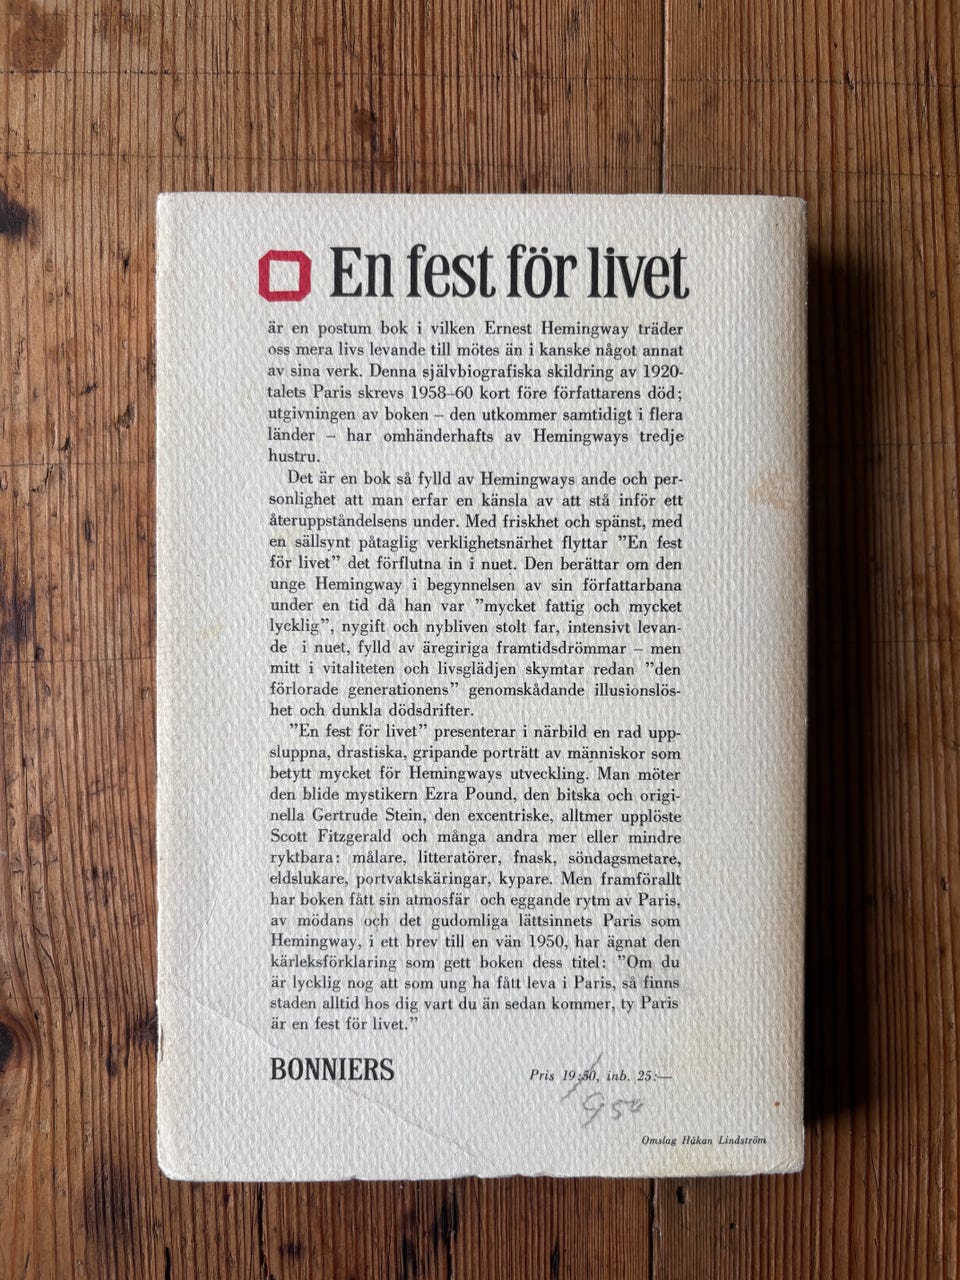 En fest för livet
är en postum bok i vilken Ernest Hemingway träder
oss mera livs levande till mötes än i kanske något annat
av sina verk. Denna självbiografiska skildring av 1920-
talets Paris skrevs 1958–60 kort före författarens död;
utgivningen av boken – den utkommer samtidigt i flera
länder – har omhänderhafts av Hemingways tredje
hustru.
Det är en bok så fylld av Hemingways ande och per-
sonlighet att man erfar en känsla av att stå inför ett
återuppståndelsens under. Med friskhet och spänst, med
en sällsynt påtaglig verklighetsnärhet flyttar ”En fest
för livet” det förflutna in i nuet. Den berättar om den
unge Hemingway i begynnelsen av sin författarbana
under en tid då han var ”mycket fattig och mycket
lycklig”, nygift och nybliven stolt far, intensivt levan-
de i nuet, fylld av äregiriga framtidsdrömmar – men
mitt i vitaliteten och livsglädjen skymtar redan ”den
förlorade generationens” genomskådande illusionslös-
het och dunkla dödsdrifter.
”En fest för livet” presenterar i närbild en rad upp-
sluppna, drastiska, gripande porträtt av människor som
betytt mycket för Hemingways utveckling. Man möter
den blide mystikern Ezra Pound, den bitska och origi-
nella Gertrude Stein, den excentriske, alltmer upplöste
Scott Fitzgerald och många andra mer eller mindre
ryktbara: målare, litteratörer, fnask, söndagsmetare,
eldslukare, portvaktskäringar, kypare. Men framförallt
har boken fått sin atmosfär och eggande rytm av Paris,
av mödans och det gudomliga lättsinnets Paris som
Hemingway, i ett brev till en vän 1950, har ägnat den
kärleksförklaring som gett boken dess titel: ”Om du
är lycklig nog att som ung ha fått leva i Paris, så finns
staden alltid hos dig vart du än sedan kommer, ty Paris
är en fest för livet.”
BONNIERS
Pris 19:50, inb. 25:—
950
Omslag Håkan Lindström